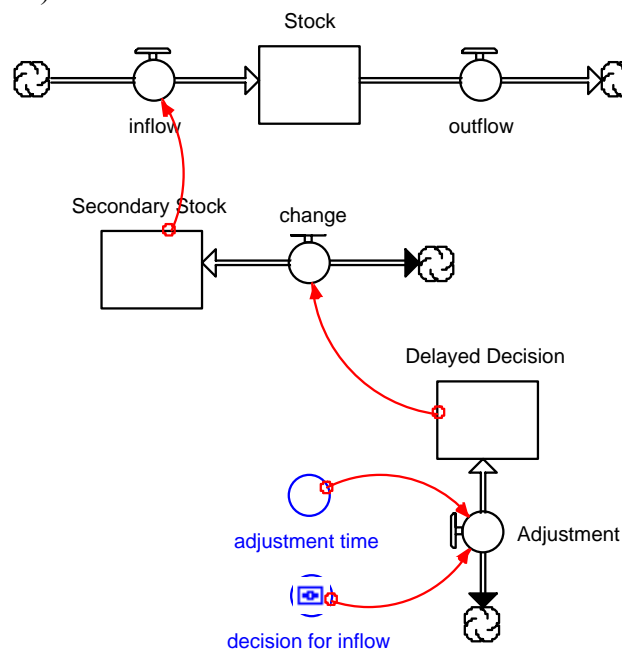 Stock
inflow
outflow
Secondary Stock
change
Delayed Decision
adjustment time
Adjustment
decision for inflow